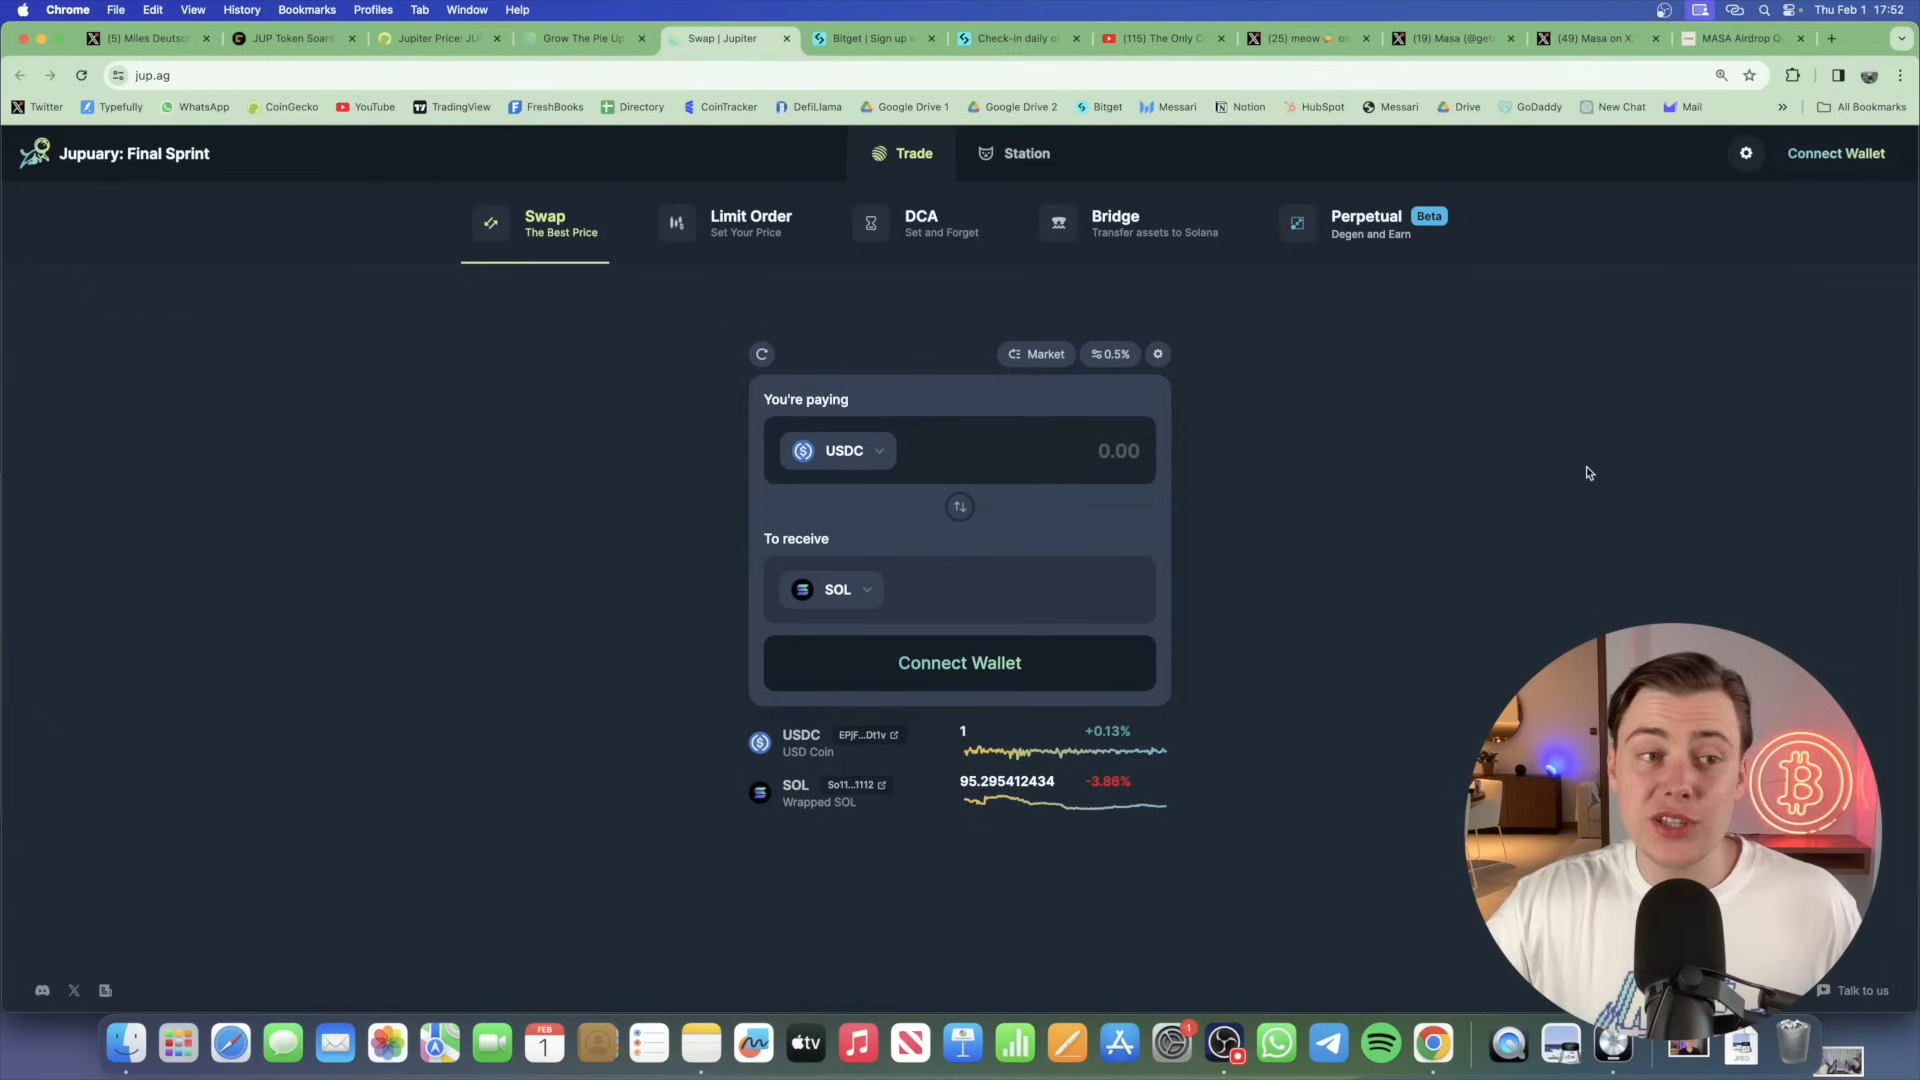 Chrome File Edit View History Bookmarks Profiles Tab Window Help Thu Feb 1 17:52
(5) Miles Deutsc JUP Token Soars Jupiter Price: JU Grow The Pie Up Swap | Jupiter Bitget | Sign up Check-in daily o (115) The Only C (25) meow on (19) Masa (@get (49) Masa on X MASA Airdrop Q
jup.ag
Twitter Typefully WhatsApp CoinGecko YouTube TradingView FreshBooks Directory CoinTracker DefiLlama Google Drive 1 Google Drive 2 Bitget Messari Notion HubSpot Messari Drive GoDaddy New Chat Mail » All Bookmarks
Jupuary: Final Sprint Trade Station Connect Wallet
Swap Limit Order DCA Bridge Perpetual Beta
The Best Price Set Your Price Set and Forget Transfer assets to Solana Degen and Earn
Market 0.5%
You're paying
USDC 0.00
To receive
SOL
Connect Wallet
USDC EPjF...Dt1v 1 +0.13%
USD Coin
SOL So11...1112 95.295412434 -3.86%
Wrapped SOL
Talk to us
FEB
1
tv
1
JPEG